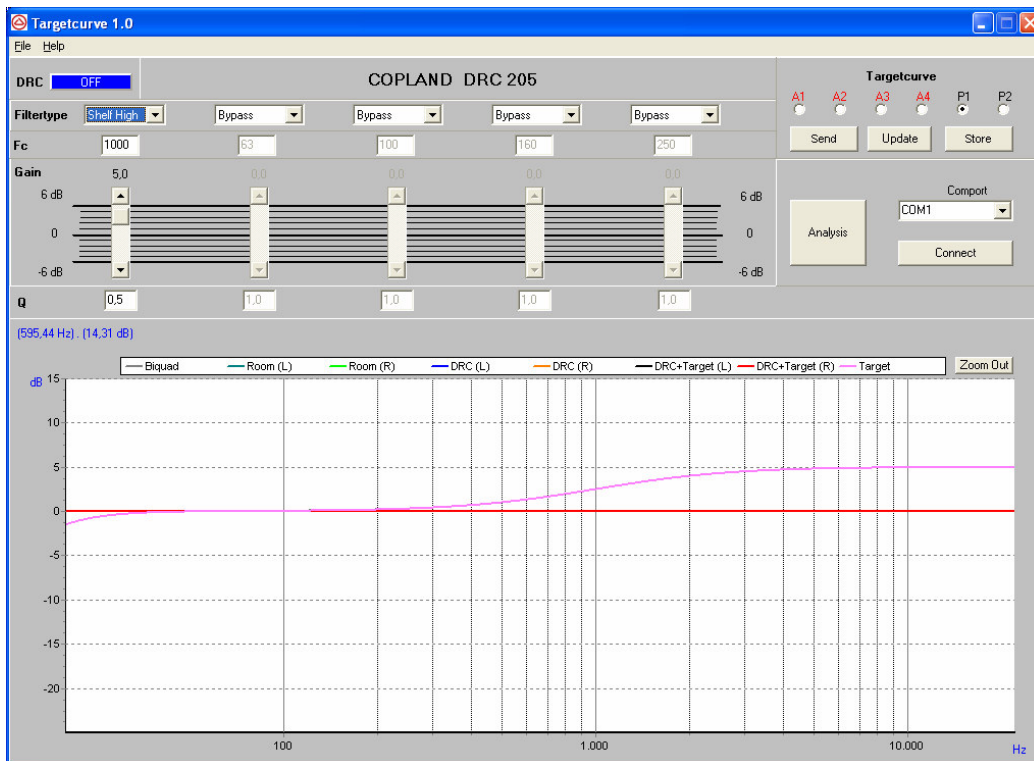 Targetcurve 1.0
File Help
DRC OFF
COPLAND DRC 205
Targetcurve
A1 A2 A3 A4 P1 P2
Send Update Store
Filtertype Shelf High Bypass Bypass Bypass Bypass
Fc 1000 63 100 160 250
Gain 5,0 0,0 0,0 0,0 0,0
6 dB 6 dB
0 0
-6 dB -6 dB
Analysis
Comport
COM1
Connect
Q 0,5 1,0 1,0 1,0 1,0
(595,44 Hz) . (14,31 dB)
Biquad Room (L) Room (R) DRC (L) DRC (R) DRC+Target (L) DRC+Target (R) Target
Zoom Out
dB 15
10
5
0
-5
-10
-15
-20
100 1.000 10.000 Hz